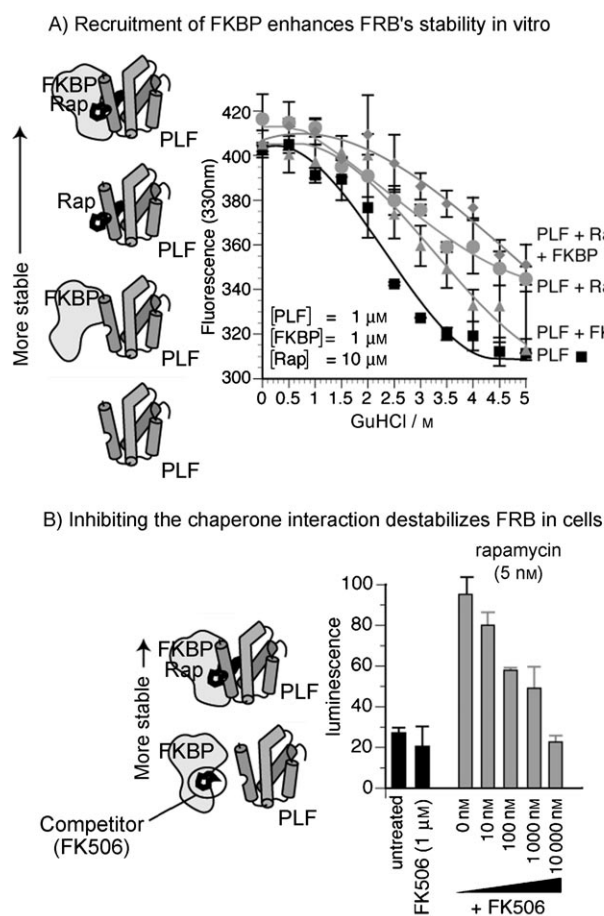 A) Recruitment of FKBP enhances FRB's stability in vitro
More stable
FKBP
Rap
PLF
Rap
PLF
FKBP
PLF
PLF
Fluorescence (330nm)
420
400
380
360
340
320
300
[PLF] = 1 µM
[FKBP] = 1 µM
[Rap] = 10 µM
0 0.5 1 1.5 2 2.5 3 3.5 4 4.5 5
GuHCl / M
PLF + Ra
+ FKBP
PLF + Ra
PLF + FK
PLF
B) Inhibiting the chaperone interaction destabilizes FRB in cells
More stable
FKBP
Rap
PLF
FKBP
PLF
Competitor
(FK506)
rapamycin
(5 nM)
luminescence
100
80
60
40
20
0
untreated
FK506 (1 µM)
0 nM
10 nM
100 nM
1 000 nM
10 000 nM
+ FK506